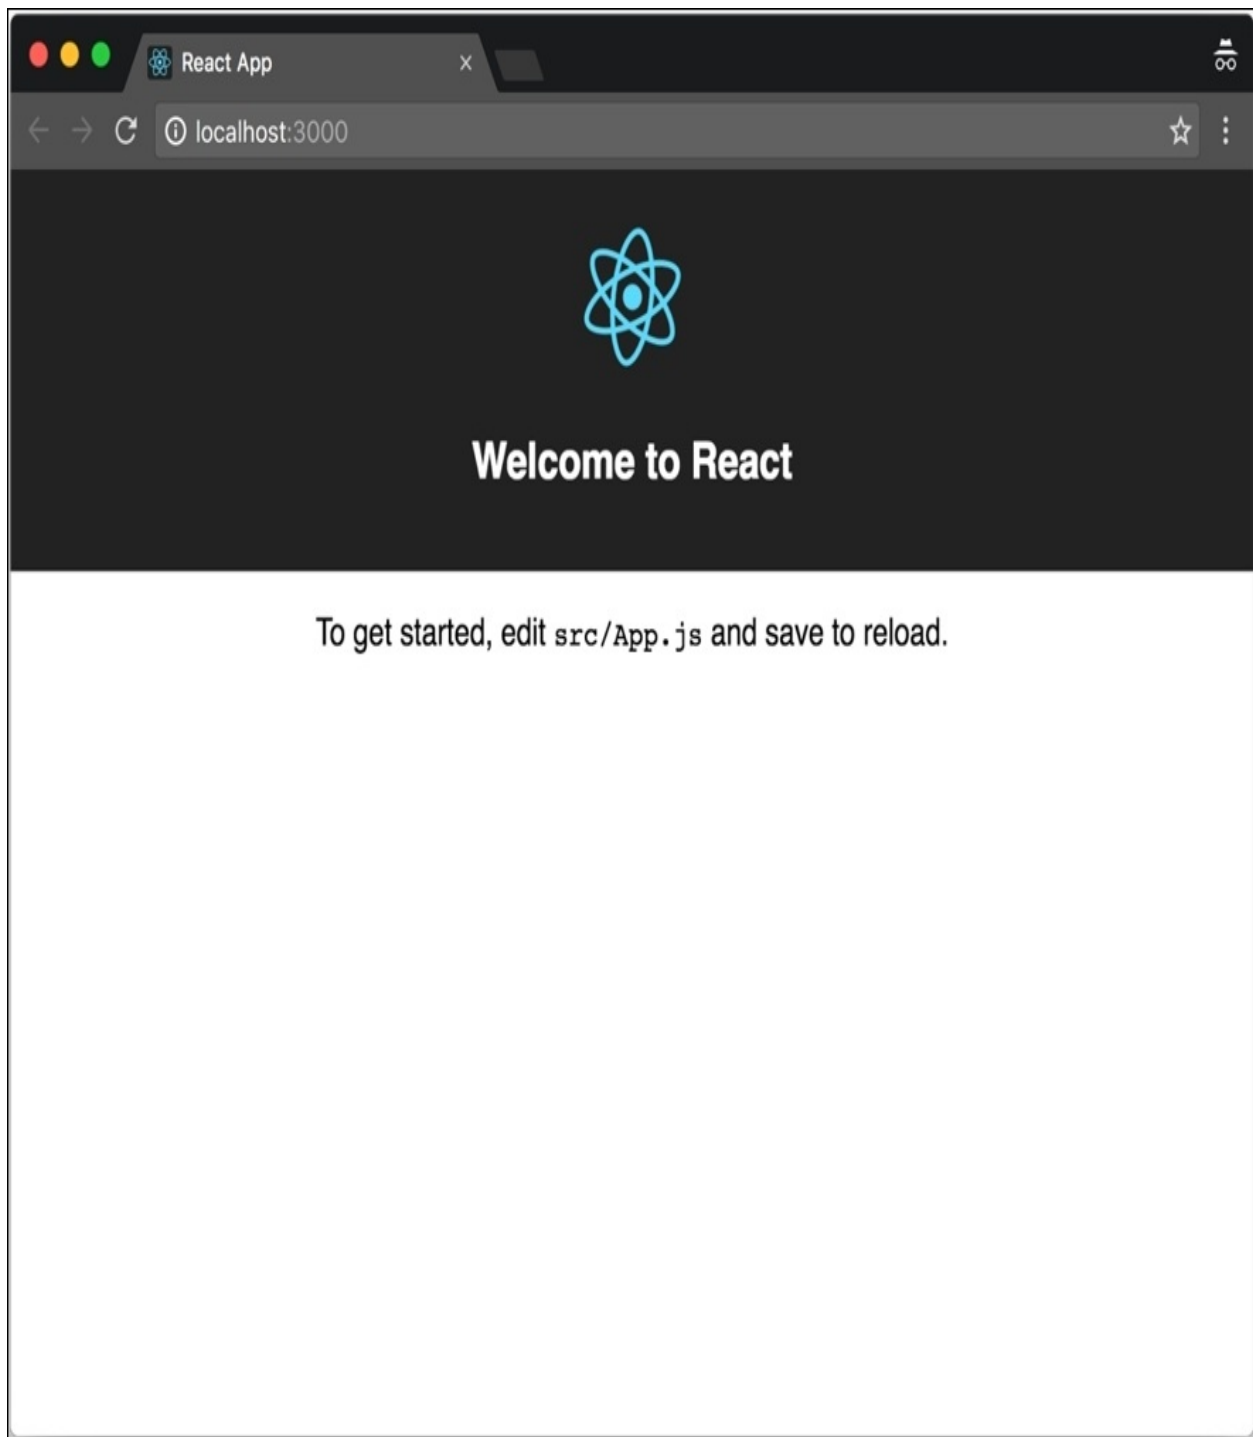 React App
localhost:3000
Welcome to React
To get started, edit src/App.js and save to reload.